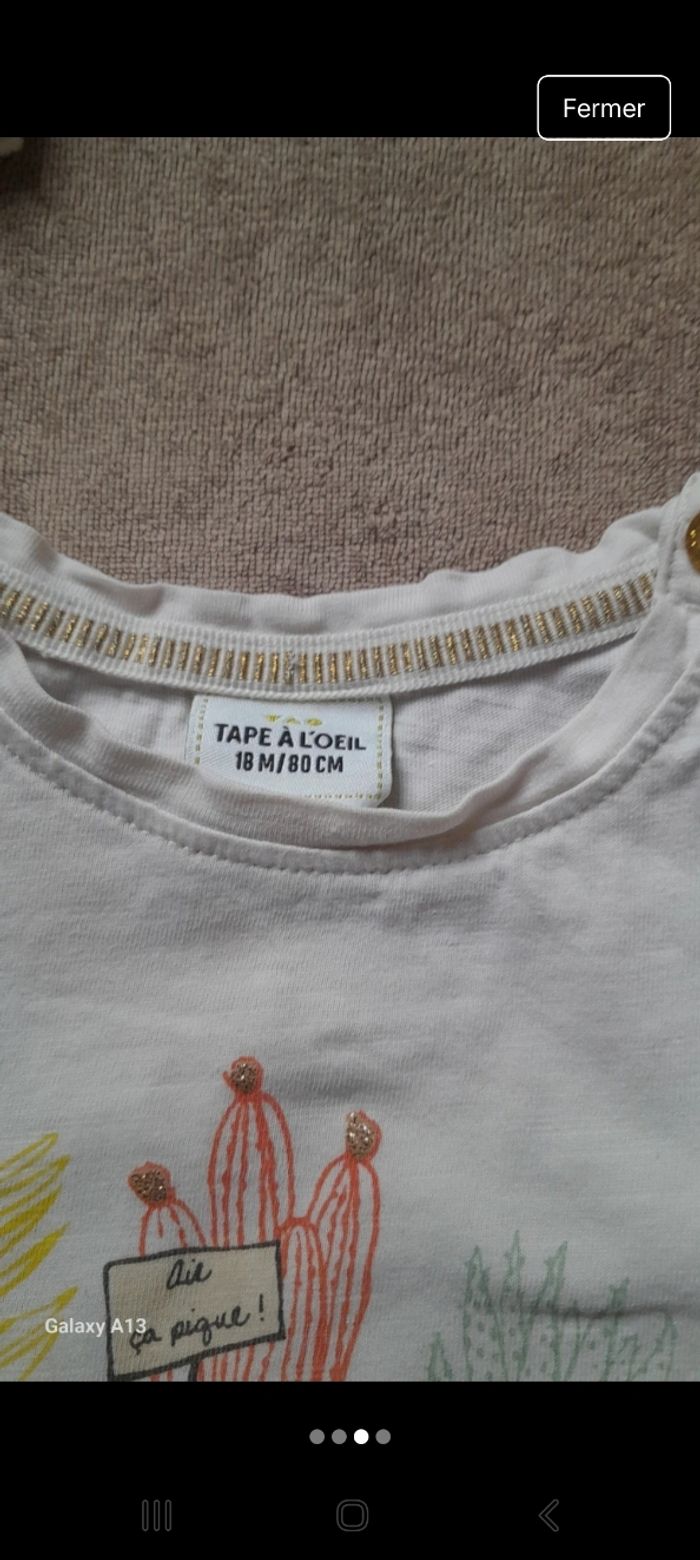 Fermer
TAO
TAPE À L'OEIL
18 M/80 CM
aie
ça pique !
Galaxy A13